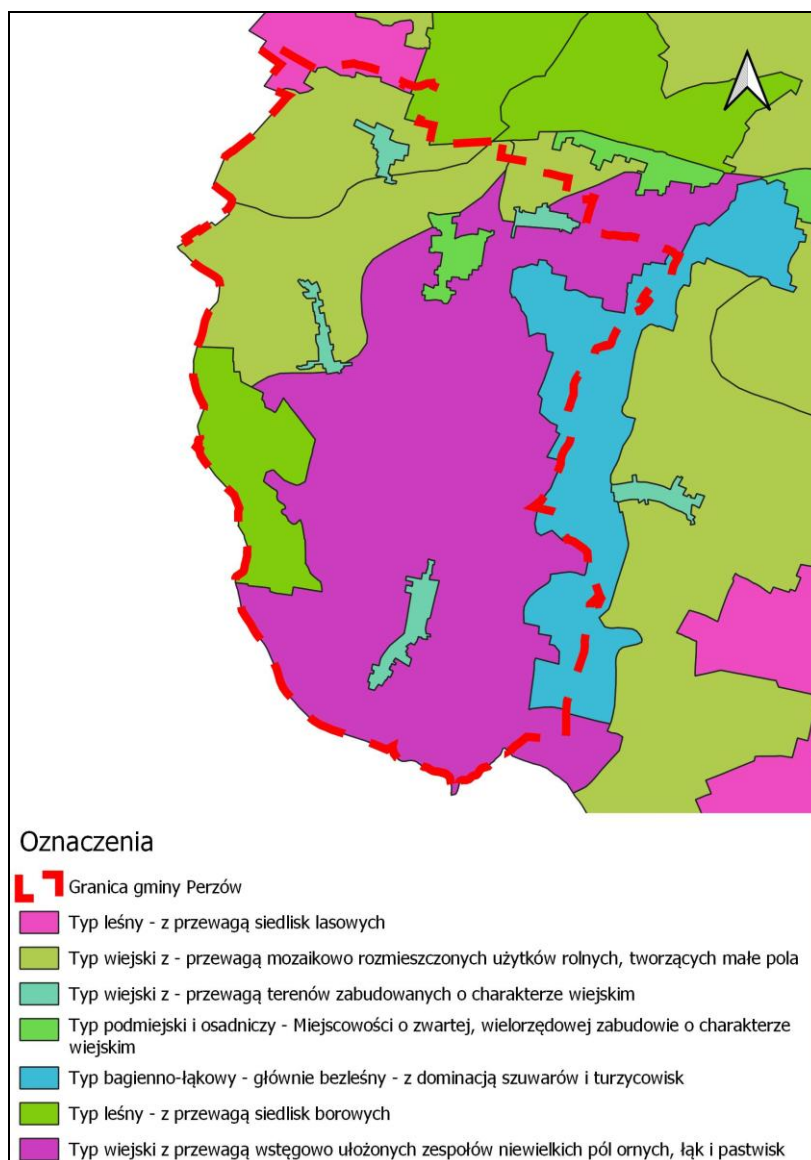 Oznaczenia
Granica gminy Perzów
Typ leśny - z przewagą siedlisk lasowych
Typ wiejski z - przewagą mozaikowo rozmieszczonych użytków rolnych, tworzących małe pola
Typ wiejski z - przewagą terenów zabudowanych o charakterze wiejskim
Typ podmiejski i osadniczy - Miejscowości o zwartej, wielorzędowej zabudowie o charakterze
wiejskim
Typ bagienno-łąkowy - głównie bezleśny - z dominacją szuwarów i turzycowisk
Typ leśny - z przewagą siedlisk borowych
Typ wiejski z przewagą wstęgowo ułożonych zespołów niewielkich pól ornych, łąk i pastwisk